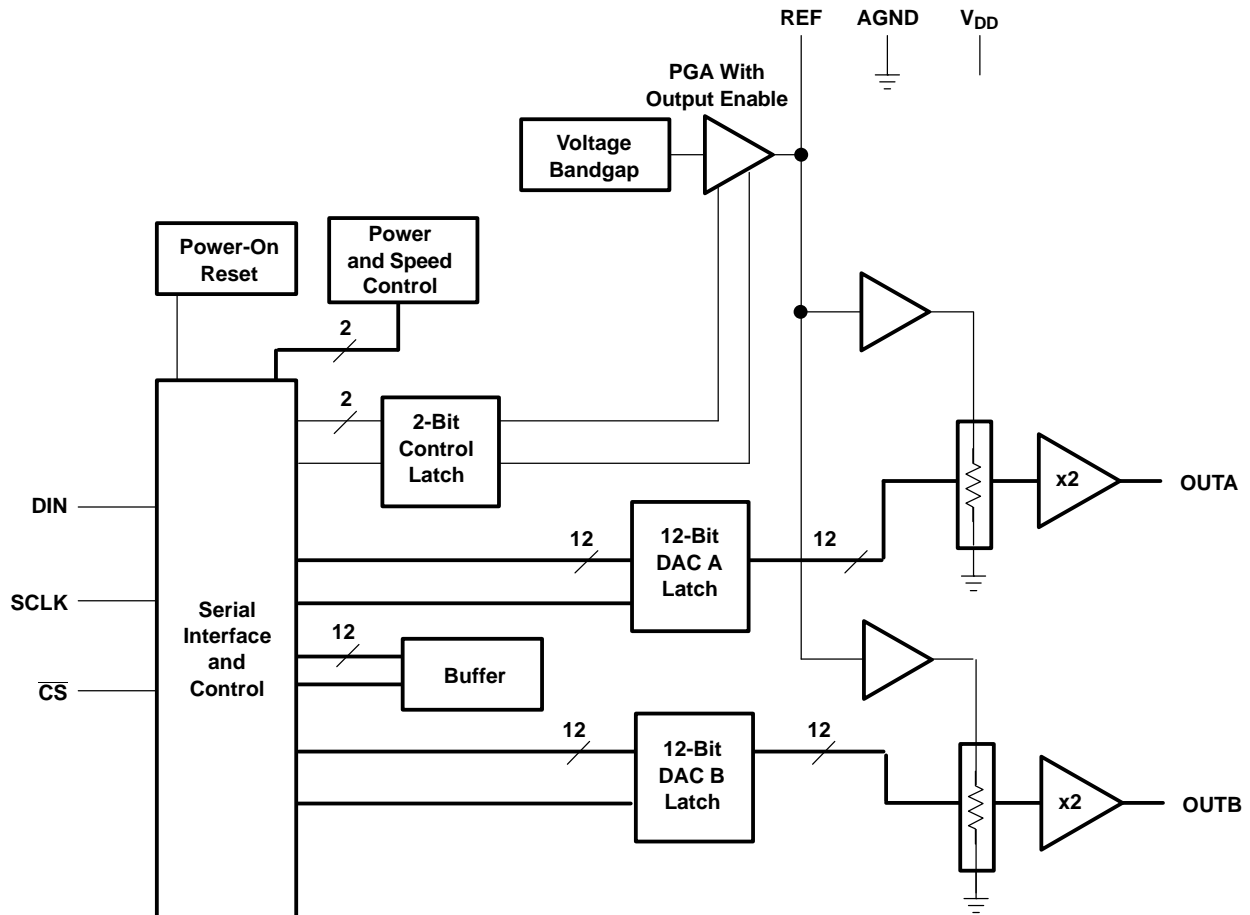 REF AGND VDD
PGA With
Output Enable
Voltage
Bandgap
Power-On
Reset
Power
and Speed
Control
2
2
2-Bit
Control
Latch
DIN
SCLK
CS
Serial
Interface
and
Control
12
12-Bit
DAC A
Latch
12
x2
OUTA
12
Buffer
12
12-Bit
DAC B
Latch
12
x2
OUTB